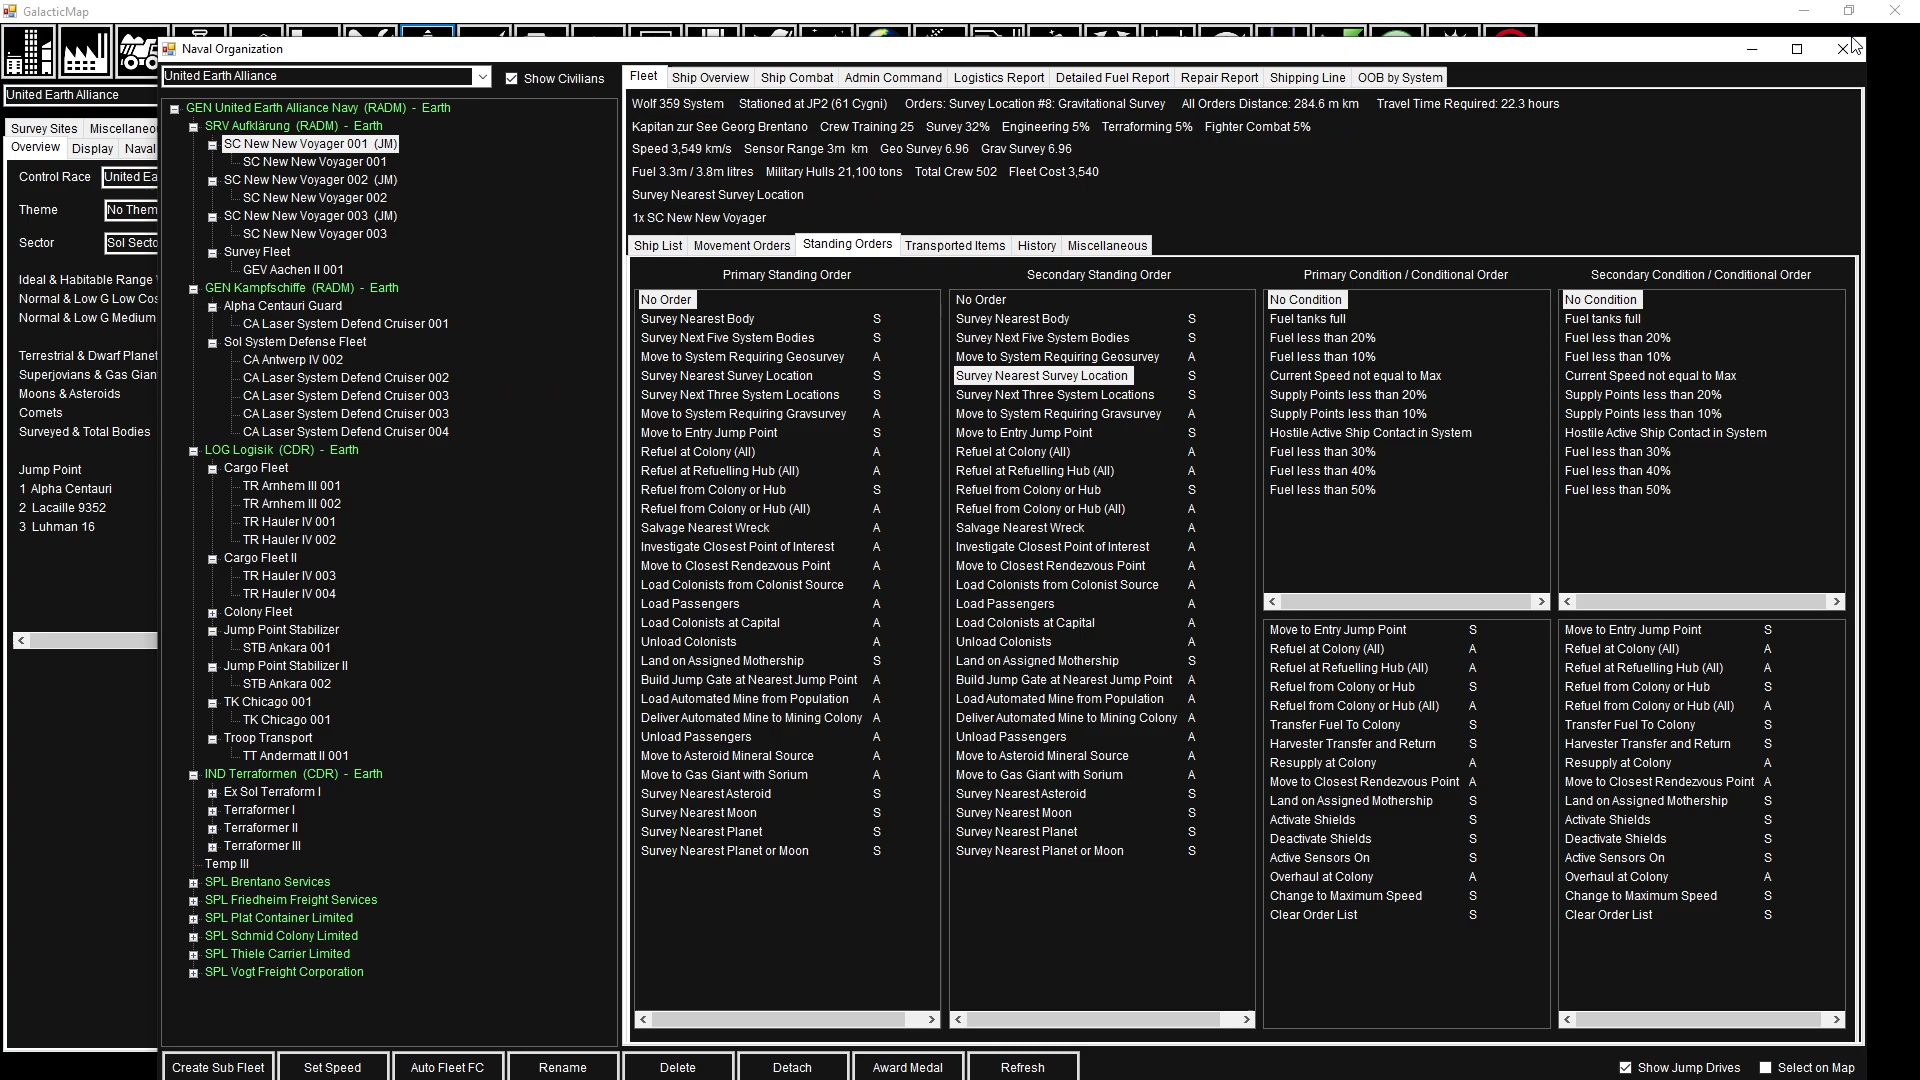 GalacticMap
Naval Organization
United Earth Alliance
Show Civilians
United Earth Alliance
Survey Sites
Overview Display Naval
Control Race
Theme
Sector
Ideal & Habitable Range
Normal & Low G Low Cos
Normal & Low G Medium
Terrestrial & Dwarf Planet
Superjovians & Gas Gian
Moons & Asteroids
Comets
Surveyed & Total Bodies
Jump Point
1 Alpha Centauri
2 Lacaille 9352
3 Luhman 16
GEN United Earth Alliance Navy (RADM) - Earth
SRV Aufklärung (RADM) - Earth
SC New New Voyager 001 (JM)
SC New New Voyager 001
SC New New Voyager 002 (JM)
SC New New Voyager 002
SC New New Voyager 003 (JM)
SC New New Voyager 003
Survey Fleet
GEV Aachen II 001
GEN Kampfschiffe (RADM) - Earth
Alpha Centauri Guard
CA Laser System Defend Cruiser 001
Sol System Defense Fleet
CA Antwerp IV 002
CA Laser System Defend Cruiser 002
CA Laser System Defend Cruiser 003
CA Laser System Defend Cruiser 003
CA Laser System Defend Cruiser 004
LOG Logisik (CDR) - Earth
Cargo Fleet
TR Arnhem III 001
TR Arnhem III 002
TR Hauler IV 001
TR Hauler IV 002
Cargo Fleet II
TR Hauler IV 003
TR Hauler IV 004
Colony Fleet
Jump Point Stabilizer
STB Ankara 001
Jump Point Stabilizer II
STB Ankara 002
TK Chicago 001
TK Chicago 001
Troop Transport
TT Andermatt II 001
IND Terraformen (CDR) - Earth
Ex Sol Terraform I
Terraformer I
Terraformer II
Terraformer III
Temp III
SPL Brentano Services
SPL Friedheim Freight Services
SPL Plat Container Limited
SPL Schmid Colony Limited
SPL Thiele Carrier Limited
SPL Vogt Freight Corporation
Fleet Ship Overview Ship Combat Admin Command Logistics Report Detailed Fuel Report Repair Report Shipping Line OOB by System
Wolf 359 System Stationed at JP2 (61 Cygni) Orders: Survey Location #8: Gravitational Survey All Orders Distance: 284.6 m km Travel Time Required: 22.3 hours
Kapitan zur See Georg Brentano Crew Training 25 Survey 32% Engineering 5% Terraforming 5% Fighter Combat 5%
Speed 3,549 km/s Sensor Range 3m km Geo Survey 6.96 Grav Survey 6.96
Fuel 3.3m / 3.8m litres Military Hulls 21,100 tons Total Crew 502 Fleet Cost 3,540
Survey Nearest Survey Location
1x SC New New Voyager
Ship List Movement Orders Standing Orders Transported Items History Miscellaneous
Primary Standing Order
No Order
Survey Nearest Body S
Survey Next Five System Bodies S
Move to System Requiring Geosurvey A
Survey Nearest Survey Location S
Survey Next Three System Locations S
Move to System Requiring Gravsurvey A
Move to Entry Jump Point S
Refuel at Colony (All) A
Refuel at Refuelling Hub (All) A
Refuel from Colony or Hub S
Refuel from Colony or Hub (All) A
Salvage Nearest Wreck A
Investigate Closest Point of Interest A
Move to Closest Rendezvous Point A
Load Colonists from Colonist Source A
Load Passengers A
Load Colonists at Capital A
Unload Colonists A
Land on Assigned Mothership S
Build Jump Gate at Nearest Jump Point A
Load Automated Mine from Population A
Deliver Automated Mine to Mining Colony A
Unload Passengers A
Move to Asteroid Mineral Source A
Move to Gas Giant with Sorium A
Survey Nearest Asteroid S
Survey Nearest Moon S
Survey Nearest Planet S
Survey Nearest Planet or Moon S
Secondary Standing Order
No Order
Survey Nearest Body S
Survey Next Five System Bodies S
Move to System Requiring Geosurvey A
Survey Nearest Survey Location S
Survey Next Three System Locations S
Move to System Requiring Gravsurvey A
Move to Entry Jump Point S
Refuel at Colony (All) A
Refuel at Refuelling Hub (All) A
Refuel from Colony or Hub S
Refuel from Colony or Hub (All) A
Salvage Nearest Wreck A
Investigate Closest Point of Interest A
Move to Closest Rendezvous Point A
Load Colonists from Colonist Source A
Load Passengers A
Load Colonists at Capital A
Unload Colonists A
Land on Assigned Mothership S
Build Jump Gate at Nearest Jump Point A
Load Automated Mine from Population A
Deliver Automated Mine to Mining Colony A
Unload Passengers A
Move to Asteroid Mineral Source A
Move to Gas Giant with Sorium A
Survey Nearest Asteroid S
Survey Nearest Moon S
Survey Nearest Planet S
Survey Nearest Planet or Moon S
Primary Condition / Conditional Order
No Condition
Fuel tanks full
Fuel less than 20%
Fuel less than 10%
Current Speed not equal to Max
Supply Points less than 20%
Supply Points less than 10%
Hostile Active Ship Contact in System
Fuel less than 30%
Fuel less than 40%
Fuel less than 50%
Move to Entry Jump Point S
Refuel at Colony (All) A
Refuel at Refuelling Hub (All) A
Refuel from Colony or Hub S
Refuel from Colony or Hub (All) A
Transfer Fuel To Colony S
Harvester Transfer and Return S
Resupply at Colony A
Move to Closest Rendezvous Point A
Land on Assigned Mothership S
Activate Shields S
Deactivate Shields S
Active Sensors On S
Overhaul at Colony A
Change to Maximum Speed S
Clear Order List S
Secondary Condition / Conditional Order
No Condition
Fuel tanks full
Fuel less than 20%
Fuel less than 10%
Current Speed not equal to Max
Supply Points less than 20%
Supply Points less than 10%
Hostile Active Ship Contact in System
Fuel less than 30%
Fuel less than 40%
Fuel less than 50%
Move to Entry Jump Point S
Refuel at Colony (All) A
Refuel at Refuelling Hub (All) A
Refuel from Colony or Hub S
Refuel from Colony or Hub (All) A
Transfer Fuel To Colony S
Harvester Transfer and Return S
Resupply at Colony A
Move to Closest Rendezvous Point A
Land on Assigned Mothership S
Activate Shields S
Deactivate Shields S
Active Sensors On S
Overhaul at Colony A
Change to Maximum Speed S
Clear Order List S
Create Sub Fleet Set Speed Auto Fleet FC Rename Delete Detach Award Medal Refresh
Show Jump Drives Select on Map